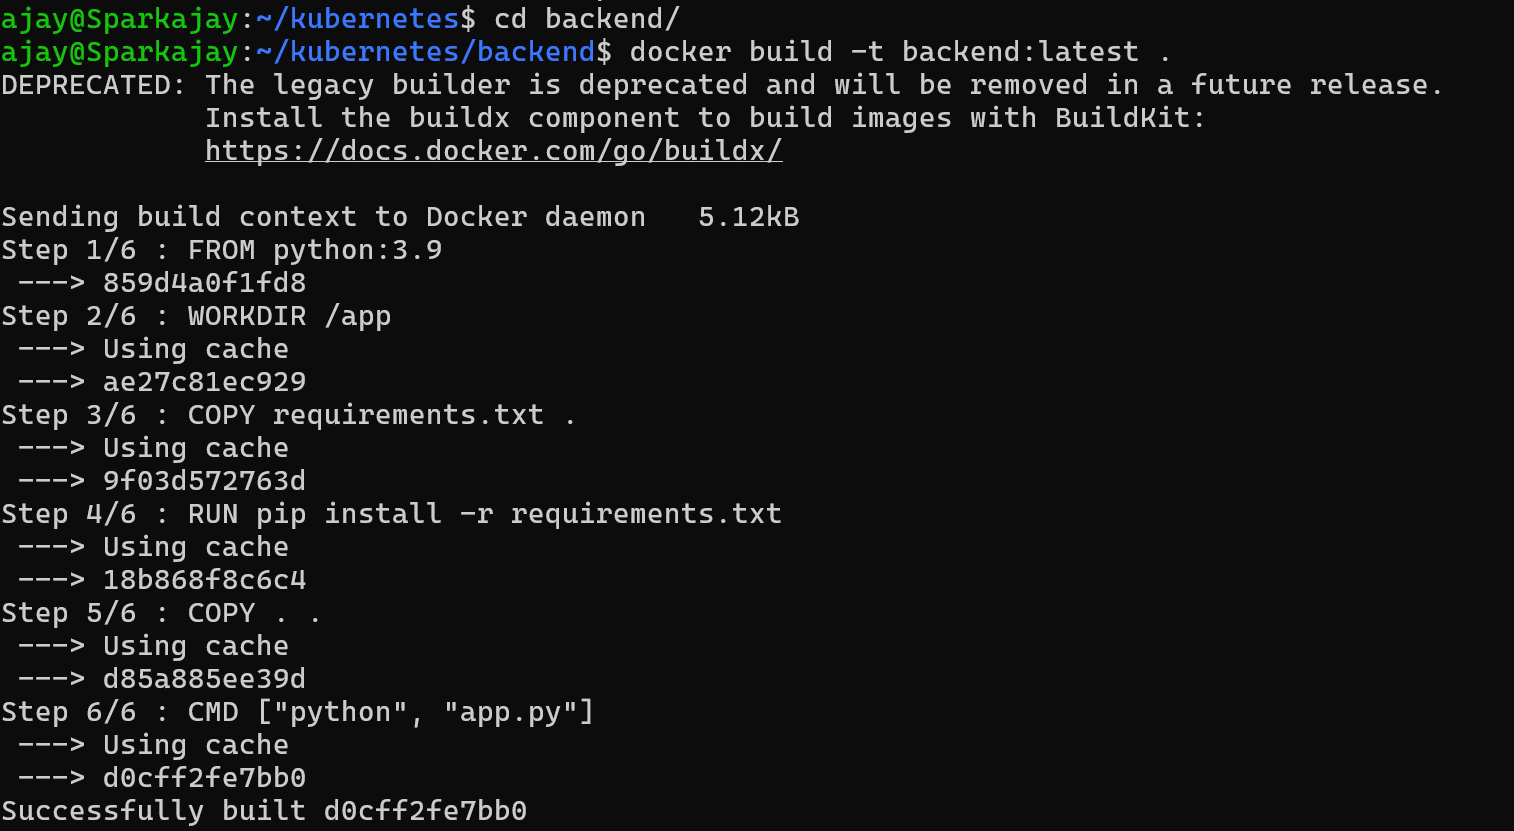 ajay@Sparkajay:~/kubernetes$ cd backend/
ajay@Sparkajay:~/kubernetes/backend$ docker build -t backend:latest .
DEPRECATED: The legacy builder is deprecated and will be removed in a future release.
            Install the buildx component to build images with BuildKit:
            https://docs.docker.com/go/buildx/

Sending build context to Docker daemon   5.12kB
Step 1/6 : FROM python:3.9
 ---> 859d4a0f1fd8
Step 2/6 : WORKDIR /app
 ---> Using cache
 ---> ae27c81ec929
Step 3/6 : COPY requirements.txt .
 ---> Using cache
 ---> 9f03d572763d
Step 4/6 : RUN pip install -r requirements.txt
 ---> Using cache
 ---> 18b868f8c6c4
Step 5/6 : COPY . .
 ---> Using cache
 ---> d85a885ee39d
Step 6/6 : CMD ["python", "app.py"]
 ---> Using cache
 ---> d0cff2fe7bb0
Successfully built d0cff2fe7bb0